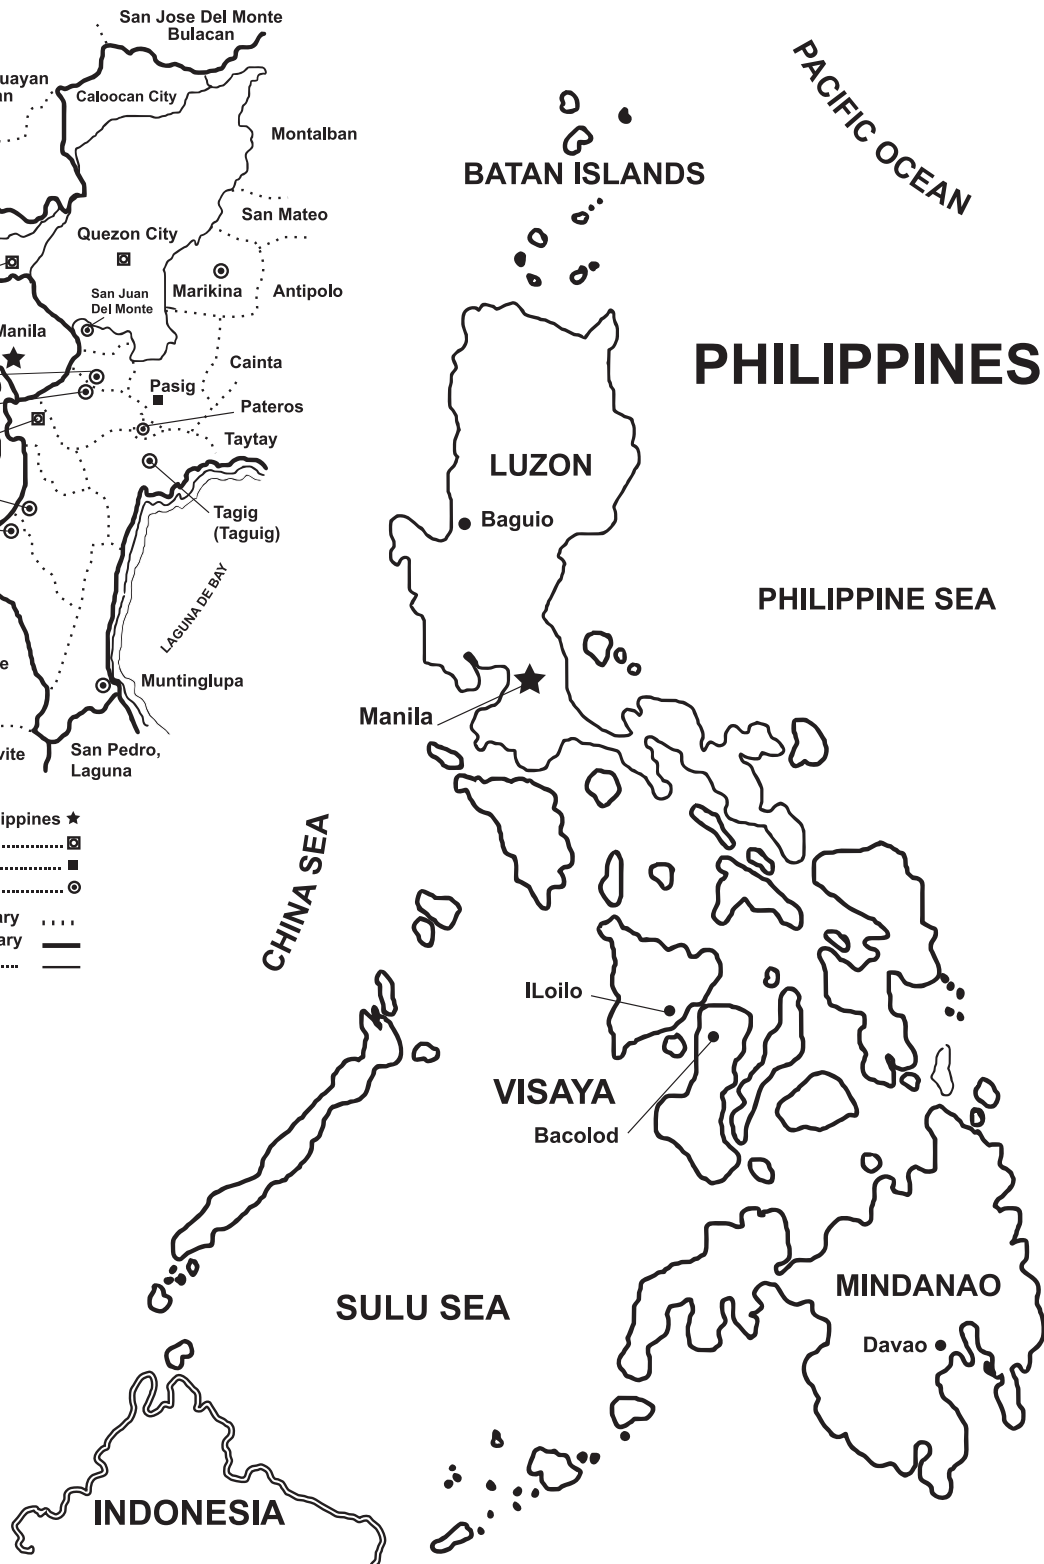 San Jose Del Monte
Bulacan
Caloocan City
Montalban
San Mateo
Quezon City
San Juan
Del Monte
Marikina
Antipolo
Manila
Cainta
Pasig
Pateros
Taytay
Tagig
(Taguig)
LAGUNA DE BAY
Muntinglupa
San Pedro,
Laguna
PACIFIC OCEAN
BATAN ISLANDS
PHILIPPINES
LUZON
Baguio
PHILIPPINE SEA
Manila
CHINA SEA
ILoilo
VISAYA
Bacolod
SULU SEA
MINDANAO
Davao
INDONESIA